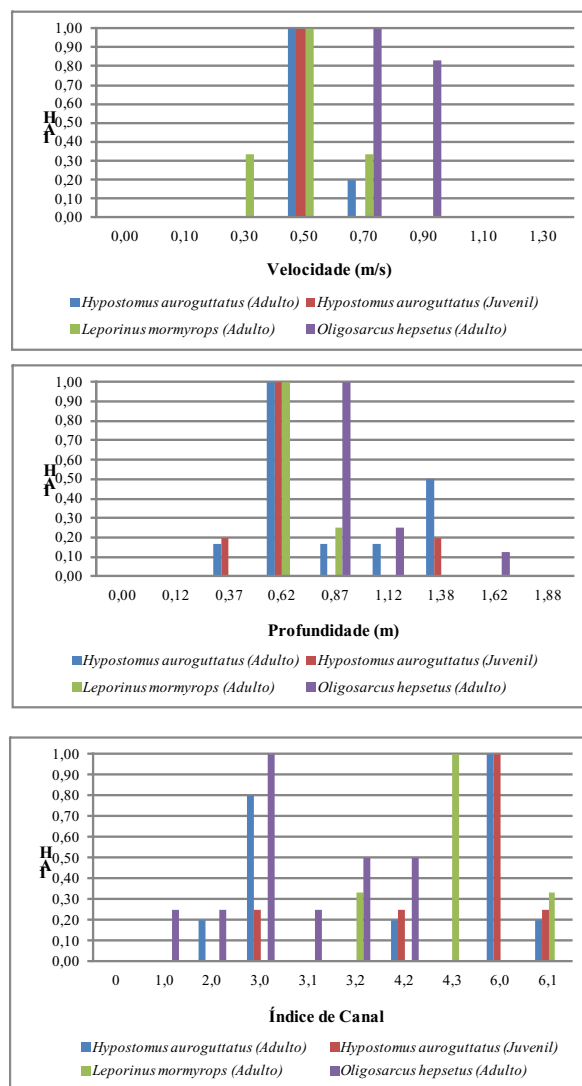 1,00
0,90
0,80
0,70
0,60
0,50
0,40
0,30
0,20
0,10
0,00
IAH
0,00 0,10 0,30 0,50 0,70 0,90 1,10 1,30
Velocidade (m/s)
Hypostomus auroguttatus (Adulto) Hypostomus auroguttatus (Juvenil)
Leporinus mormyrops (Adulto) Oligosarcus hepsetus (Adulto)
1,00
0,90
0,80
0,70
0,60
0,50
0,40
0,30
0,20
0,10
0,00
IAH
0,00 0,12 0,37 0,62 0,87 1,12 1,38 1,62 1,88
Profundidade (m)
Hypostomus auroguttatus (Adulto) Hypostomus auroguttatus (Juvenil)
Leporinus mormyrops (Adulto) Oligosarcus hepsetus (Adulto)
1,00
0,90
0,80
0,70
0,60
0,50
0,40
0,30
0,20
0,10
0,00
IAH
0 1,0 2,0 3,0 3,1 3,2 4,2 4,3 6,0 6,1
Índice de Canal
Hypostomus auroguttatus (Adulto) Hypostomus auroguttatus (Juvenil)
Leporinus mormyrops (Adulto) Oligosarcus hepsetus (Adulto)